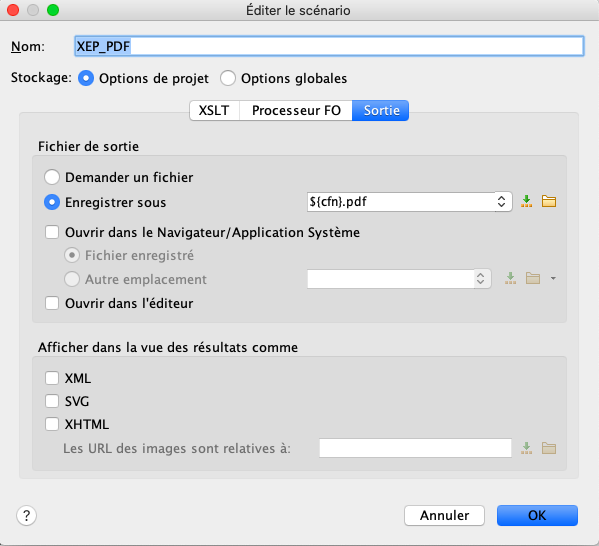 Éditer le scénario
Nom: XEP_PDF
Stockage: Options de projet Options globales
XSLT Processeur FO Sortie
Fichier de sortie
Demander un fichier
Enregistrer sous ${cfn}.pdf
Ouvrir dans le Navigateur/Application Système
Fichier enregistré
Autre emplacement
Ouvrir dans l'éditeur
Afficher dans la vue des résultats comme
XML
SVG
XHTML
Les URL des images sont relatives à:
? Annuler OK